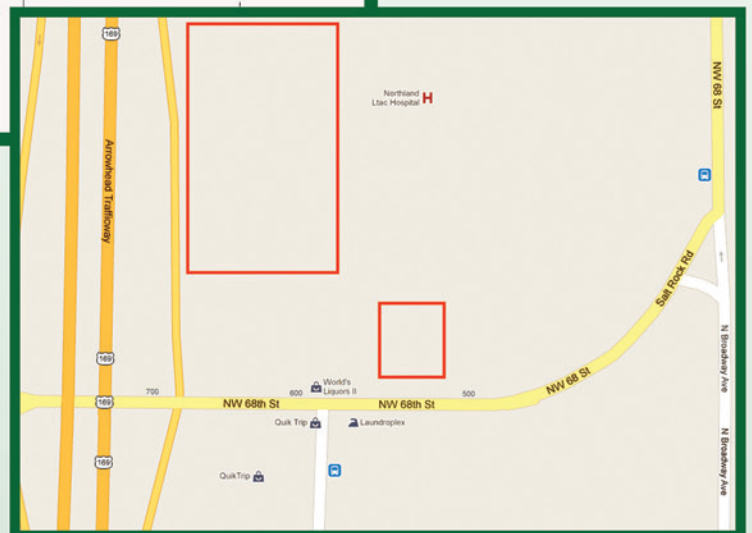 169
NW 68 St
Northland
Ltac Hospital
Arrowhead Trafficway
Salt Rock Rd
169
N Broadway Ave
World's
Liquors II
700
600
500
NW 68 St
169
NW 68th St
NW 68th St
Quik Trip
Laundroplex
N Broadway Ave
169
QuikTrip